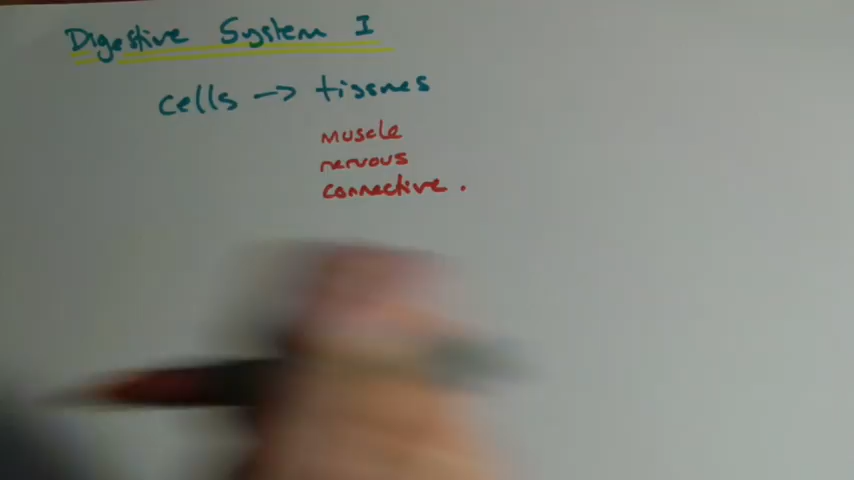 Digestive System I
cells -> tissues
muscle
nervous
connective.